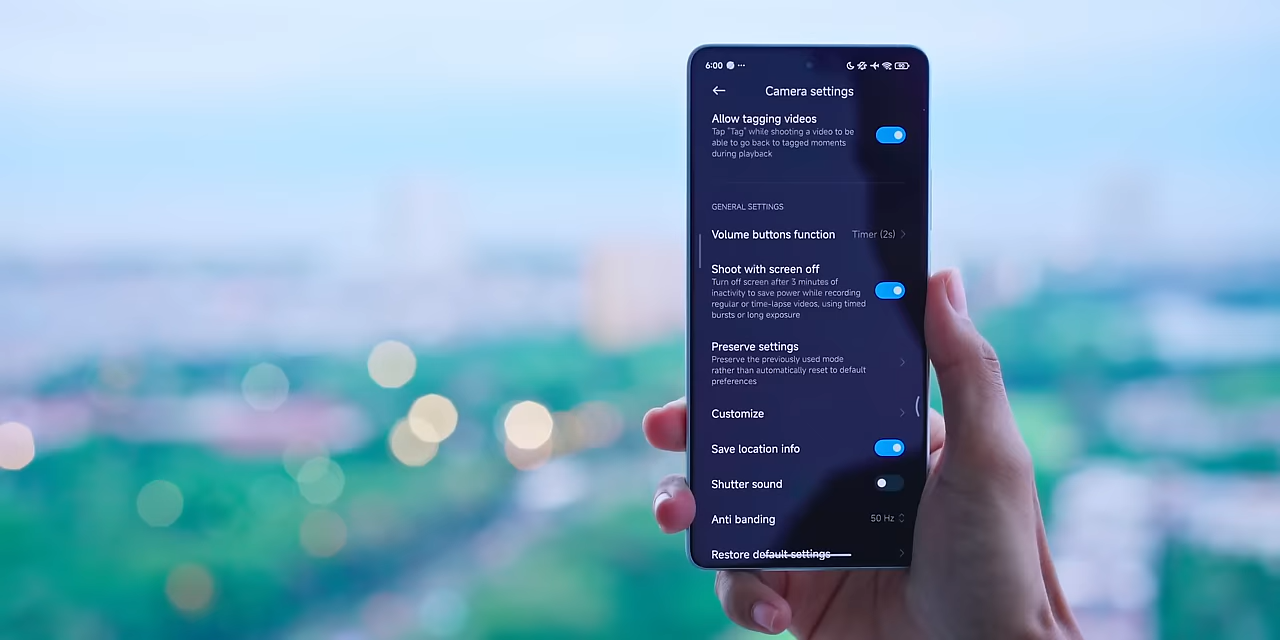 6:00
Camera settings
Allow tagging videos
Tap "Tag" while shooting a video to be
able to go back to tagged moments
during playback
GENERAL SETTINGS
Volume buttons function Timer (2s)
Shoot with screen off
Turn off screen after 3 minutes of
inactivity to save power while recording
regular or time-lapse videos, using timed
bursts or long exposure
Preserve settings
Preserve the previously used mode
rather than automatically reset to default
preferences
Customize
Save location info
Shutter sound
Anti banding 50 Hz
Restore default settings